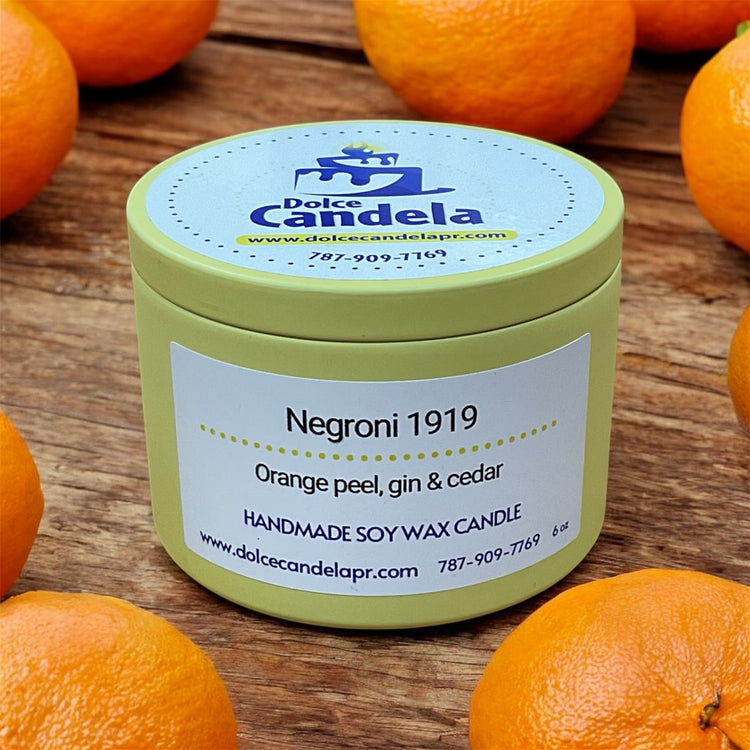 Dolce
Candela
www.dolcecandelapr.com
787-909-7769
Negroni 1919
Orange peel, gin & cedar
HANDMADE SOY WAX CANDLE
www.dolcecandelapr.com 787-909-7769 6 oz